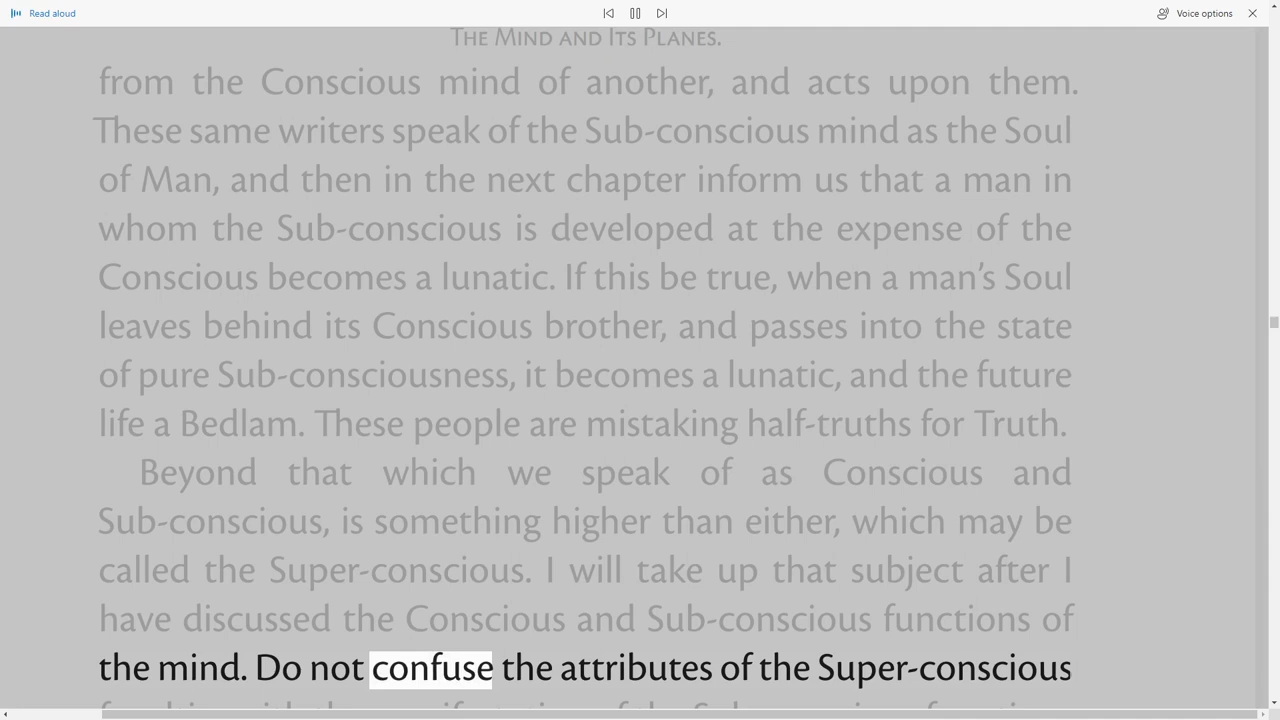 Read aloud
Voice options
The Mind and Its Planes.
from the Conscious mind of another, and acts upon them.
These same writers speak of the Sub-conscious mind as the Soul
of Man, and then in the next chapter inform us that a man in
whom the Sub-conscious is developed at the expense of the
Conscious becomes a lunatic. If this be true, when a man’s Soul
leaves behind its Conscious brother, and passes into the state
of pure Sub-consciousness, it becomes a lunatic, and the future
life a Bedlam. These people are mistaking half-truths for Truth.
Beyond that which we speak of as Conscious and
Sub-conscious, is something higher than either, which may be
called the Super-conscious. I will take up that subject after I
have discussed the Conscious and Sub-conscious functions of
the mind. Do not confuse the attributes of the Super-conscious